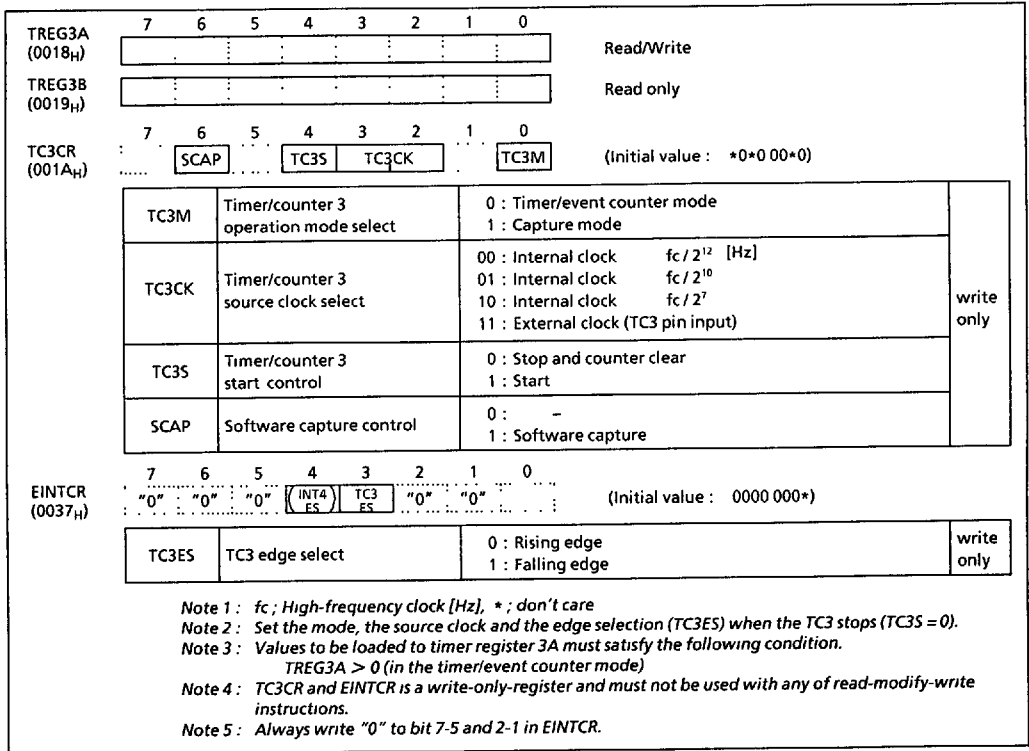 7 6 5 4 3 2 1 0
TREG3A
(0018H) Read/Write
TREG3B Read only
(0019H)
7 6 5 4 3 2 1 0
TC3CR SCAP TC3S TC3CK TC3M (Initial value : *0*0 00*0)
(001AH)
TC3M Timer/counter 3 0 : Timer/event counter mode
operation mode select 1 : Capture mode
00 : Internal clock fc / 2¹² [Hz]
TC3CK Timer/counter 3 01 : Internal clock fc / 2¹⁰
source clock select 10 : Internal clock fc / 2⁷ write
11 : External clock (TC3 pin input) only
TC3S Timer/counter 3 0 : Stop and counter clear
start control 1 : Start
SCAP Software capture control 0 : –
1 : Software capture
7 6 5 4 3 2 1 0
EINTCR "0" "0" "0" (INT4 ES) TC3 ES "0" "0" (Initial value : 0000 000*)
(0037H)
TC3ES TC3 edge select 0 : Rising edge write
1 : Falling edge only
Note 1 : fc ; High-frequency clock [Hz], * ; don't care
Note 2 : Set the mode, the source clock and the edge selection (TC3ES) when the TC3 stops (TC3S = 0).
Note 3 : Values to be loaded to timer register 3A must satisfy the following condition.
TREG3A > 0 (in the timer/event counter mode)
Note 4 : TC3CR and EINTCR is a write-only-register and must not be used with any of read-modify-write
instructions.
Note 5 : Always write "0" to bit 7-5 and 2-1 in EINTCR.